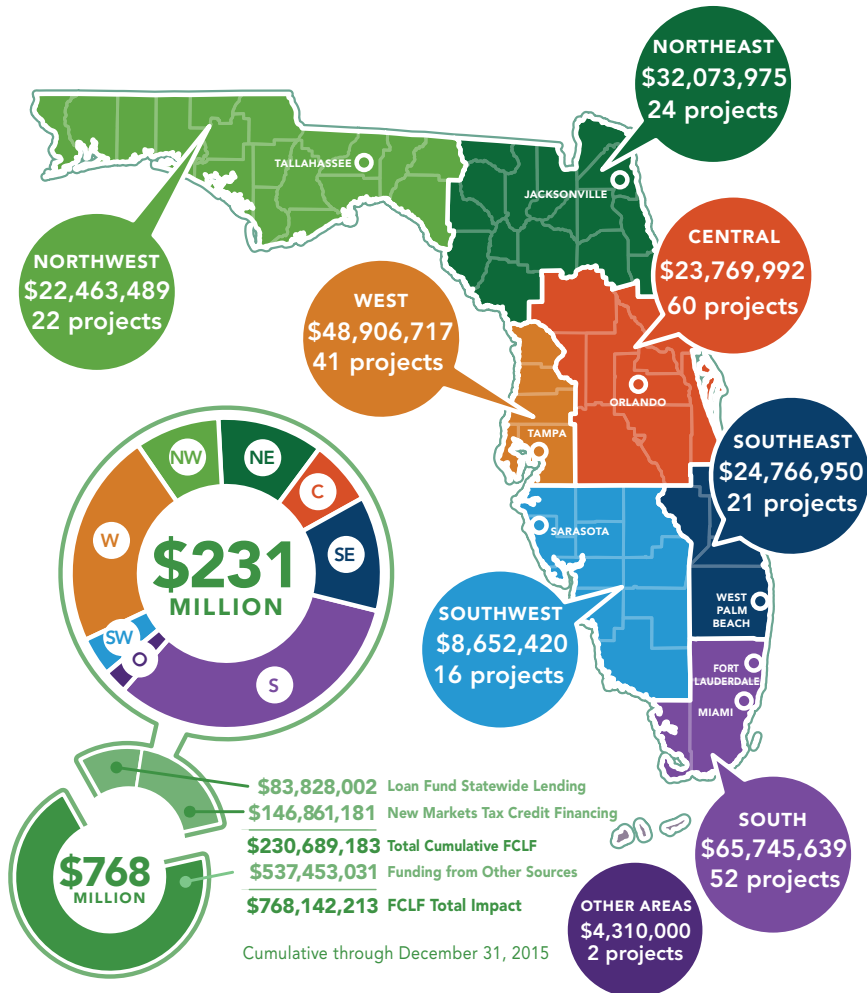 NORTHEAST
$32,073,975
24 projects
TALLAHASSEE
JACKSONVILLE
NORTHWEST
$22,463,489
22 projects
CENTRAL
$23,769,992
60 projects
WEST
$48,906,717
41 projects
ORLANDO
TAMPA
SOUTHEAST
$24,766,950
21 projects
NW
NE
C
W
SE
$231
MILLION
SW
O
S
SARASOTA
WEST
PALM
BEACH
SOUTHWEST
$8,652,420
16 projects
FORT
LAUDERDALE
MIAMI
$83,828,002 Loan Fund Statewide Lending
$146,861,181 New Markets Tax Credit Financing
$230,689,183 Total Cumulative FCLF
$537,453,031 Funding from Other Sources
$768,142,213 FCLF Total Impact
$768
MILLION
SOUTH
$65,745,639
52 projects
OTHER AREAS
$4,310,000
2 projects
Cumulative through December 31, 2015